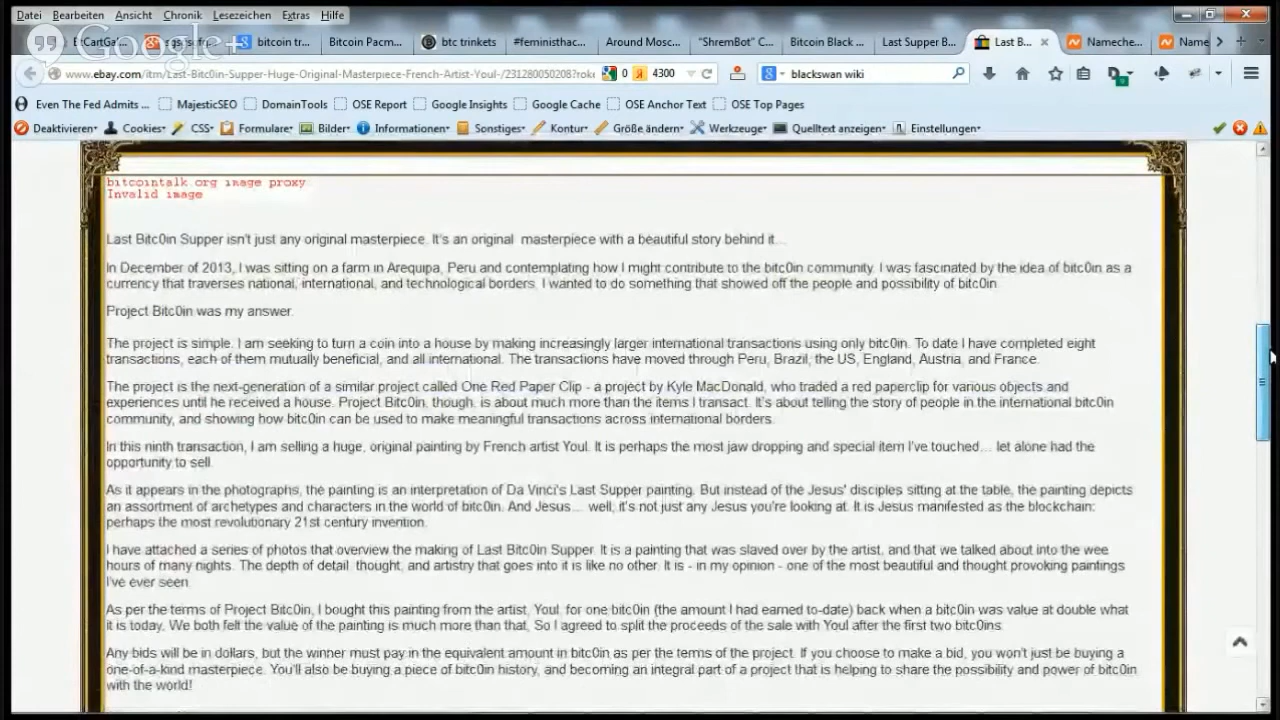 Datei Bearbeiten Ansicht Chronik Lesezeichen Extras Hilfe
Google+
bitcoin tr... Bitcoin Pacm... btc trinkets #feministhac... Around Mosc... "ShremBot" C... Bitcoin Black ... Last Supper B... Last B... Nameche... Name
www.ebay.com/itm/Last-Bitc0in-Supper-Huge-Original-Masterpiece-French-Artist-Youl-/231280050208?roke 0 4300 blackswan wiki
Even The Fed Admits ... MajesticSEO DomainTools OSE Report Google Insights Google Cache OSE Anchor Text OSE Top Pages
Deaktivieren Cookies CSS Formulare Bilder Informationen Sonstiges Kontur Größe ändern Werkzeuge Quelltext anzeigen Einstellungen
bitcointalk.org image proxy
Invalid image
Last Bitc0in Supper isn't just any original masterpiece. It's an original masterpiece with a beautiful story behind it...
In December of 2013, I was sitting on a farm in Arequipa, Peru and contemplating how I might contribute to the bitc0in community. I was fascinated by the idea of bitc0in as a
currency that traverses national, international, and technological borders. I wanted to do something that showed off the people and possibility of bitc0in.
Project Bitc0in was my answer.
The project is simple. I am seeking to turn a coin into a house by making increasingly larger international transactions using only bitc0in. To date I have completed eight
transactions, each of them mutually beneficial, and all international. The transactions have moved through Peru, Brazil, the US, England, Austria, and France.
The project is the next-generation of a similar project called One Red Paper Clip - a project by Kyle MacDonald, who traded a red paperclip for various objects and
experiences until he received a house. Project Bitc0in, though, is about much more than the items I transact. It's about telling the story of people in the international bitc0in
community, and showing how bitc0in can be used to make meaningful transactions across international borders.
In this ninth transaction, I am selling a huge, original painting by French artist Youl. It is perhaps the most jaw dropping and special item I've touched... let alone had the
opportunity to sell.
As it appears in the photographs, the painting is an interpretation of Da Vinci's Last Supper painting. But instead of the Jesus' disciples sitting at the table, the painting depicts
an assortment of archetypes and characters in the world of bitc0in. And Jesus... well, it's not just any Jesus you're looking at. It is Jesus manifested as the blockchain:
perhaps the most revolutionary 21st century invention.
I have attached a series of photos that overview the making of Last Bitc0in Supper. It is a painting that was slaved over by the artist, and that we talked about into the wee
hours of many nights. The depth of detail, thought, and artistry that goes into it is like no other. It is - in my opinion - one of the most beautiful and thought provoking paintings
I've ever seen.
As per the terms of Project Bitc0in, I bought this painting from the artist, Youl, for one bitc0in (the amount I had earned to-date) back when a bitc0in was value at double what
it is today. We both felt the value of the painting is much more than that, So I agreed to split the proceeds of the sale with Youl after the first two bitc0ins.
Any bids will be in dollars, but the winner must pay in the equivalent amount in bitc0in as per the terms of the project. If you choose to make a bid, you won't just be buying a
one-of-a-kind masterpiece. You'll also be buying a piece of bitc0in history, and becoming an integral part of a project that is helping to share the possibility and power of bitc0in
with the world!